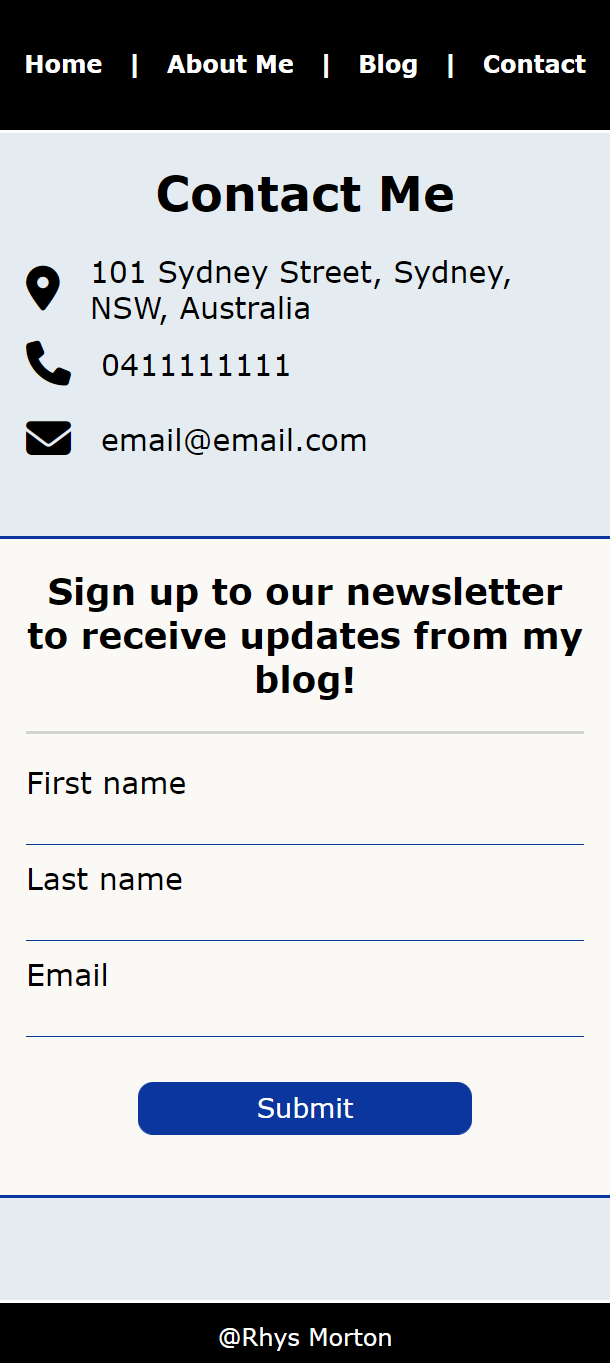 Home | About Me | Blog | Contact
Contact Me
101 Sydney Street, Sydney,
NSW, Australia
0411111111
email@email.com
Sign up to our newsletter
to receive updates from my
blog!
First name
Last name
Email
Submit
@Rhys Morton